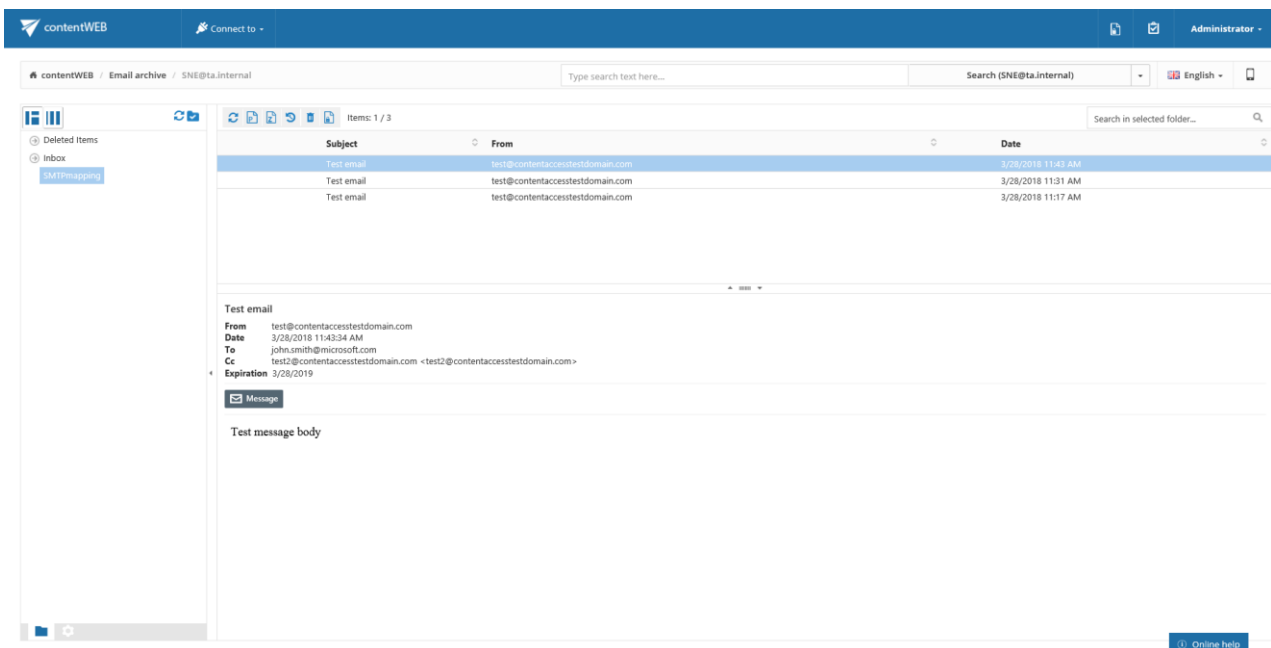 contentWEB Connect to Administrator
contentWEB / Email archive / SNE@ta.internal Type search text here... Search (SNE@ta.internal) English
Items: 1 / 3 Search in selected folder...
Deleted Items
Inbox
SMTPmapping
Subject From Date
Test email test@contentaccesstestdomain.com 3/28/2018 11:43 AM
Test email test@contentaccesstestdomain.com 3/28/2018 11:31 AM
Test email test@contentaccesstestdomain.com 3/28/2018 11:17 AM
Test email
From test@contentaccesstestdomain.com
Date 3/28/2018 11:43:34 AM
To john.smith@microsoft.com
Cc test2@contentaccesstestdomain.com <test2@contentaccesstestdomain.com>
Expiration 3/28/2019
Message
Test message body
Online help